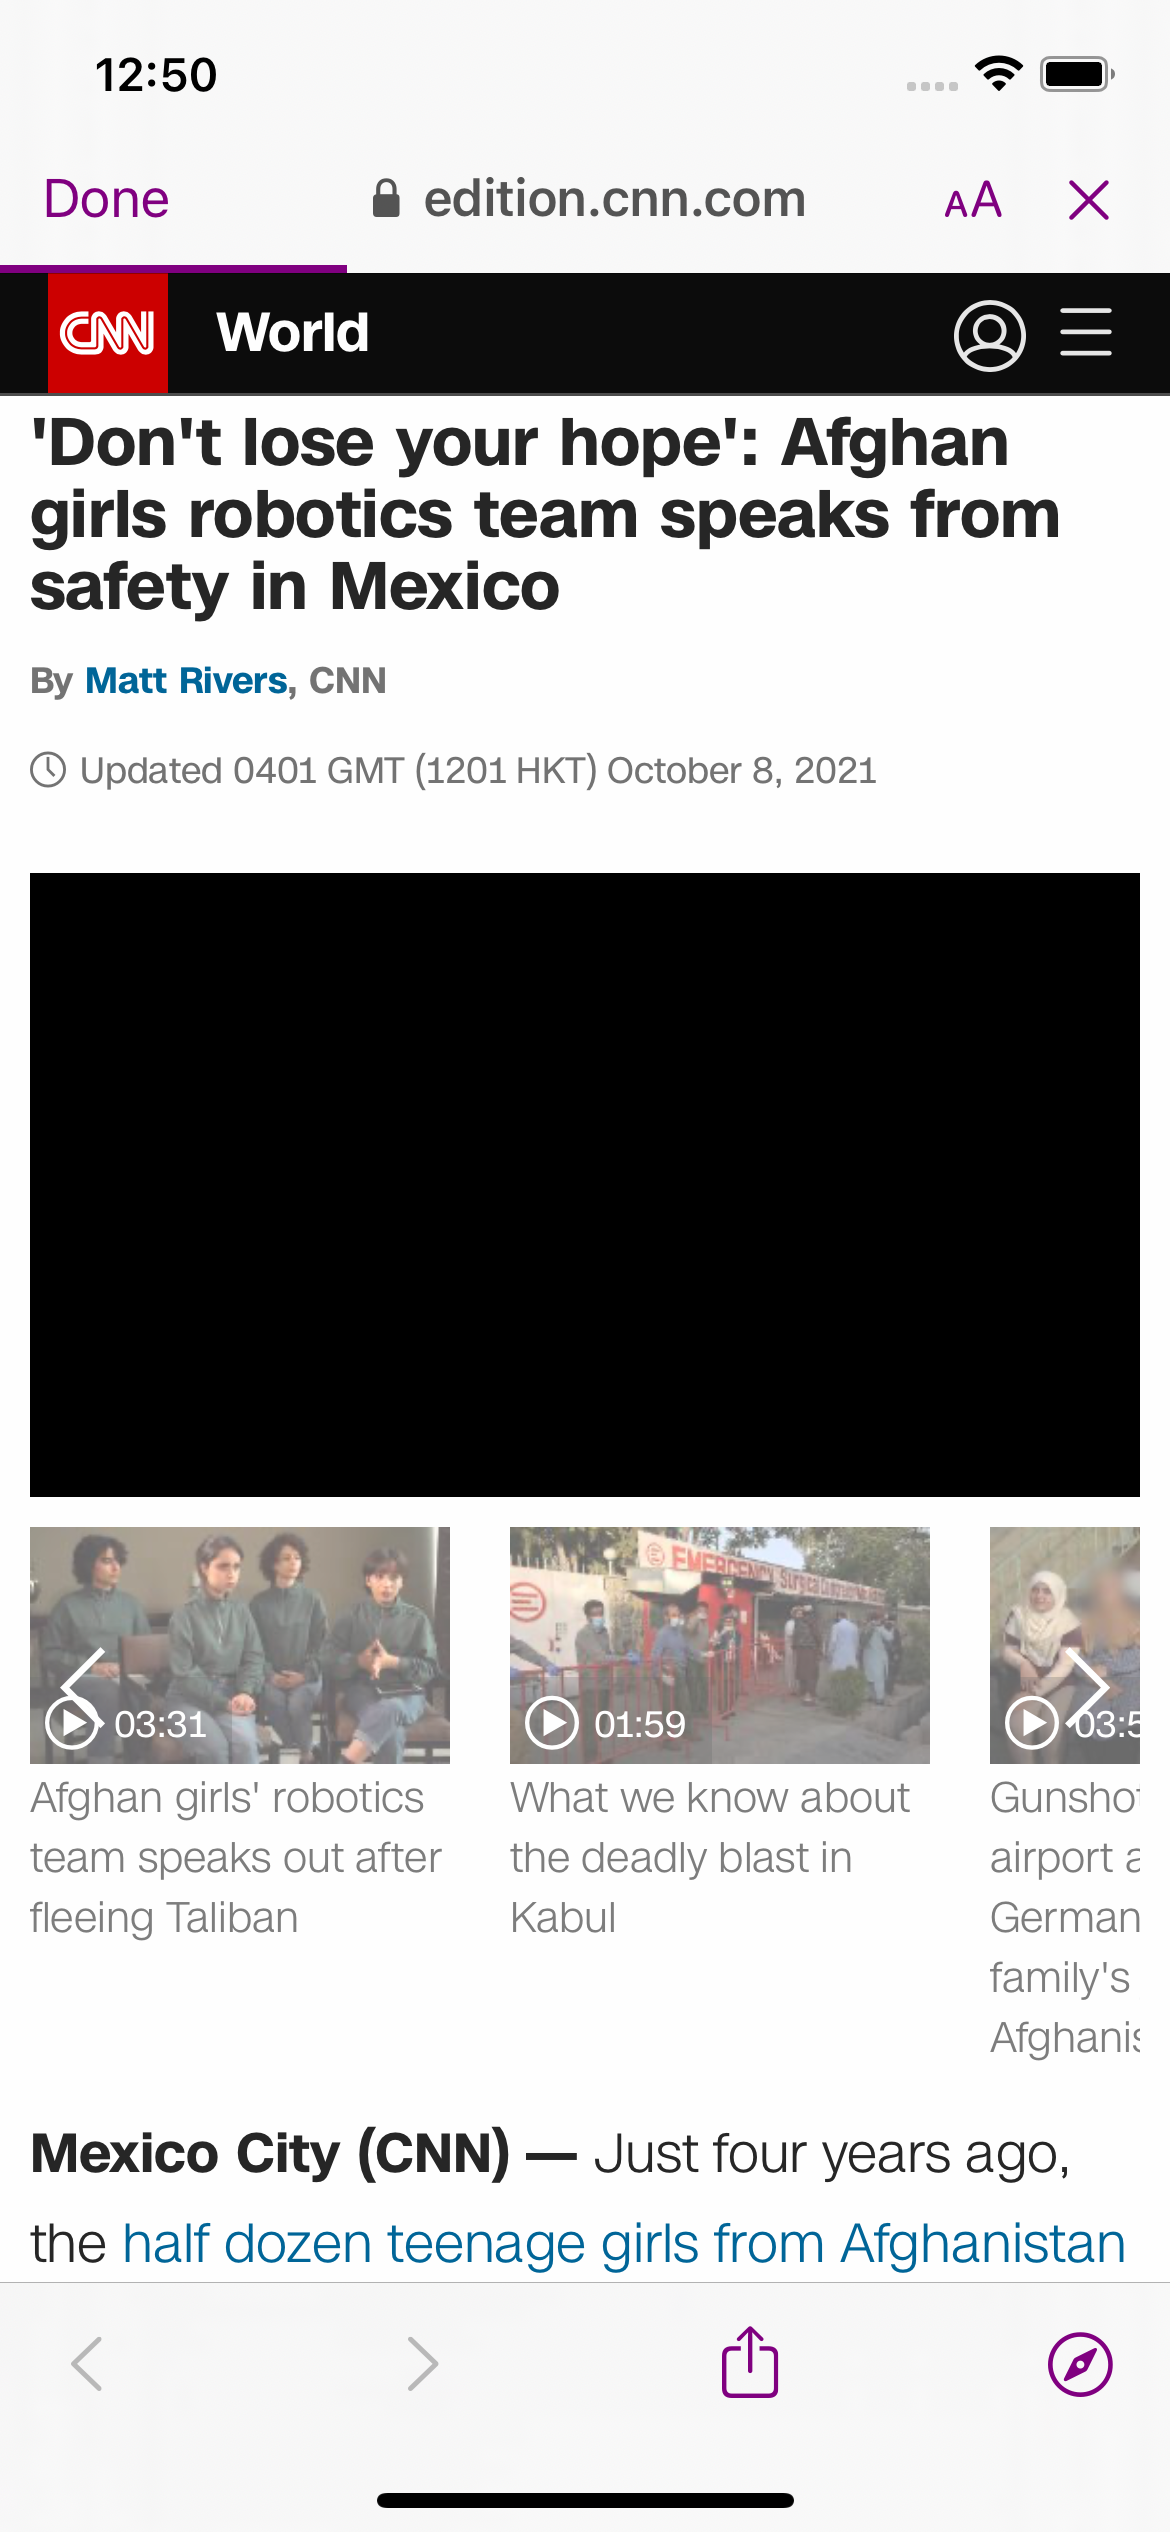 12:50
Done
edition.cnn.com
AA
CNN
World
'Don't lose your hope': Afghan
girls robotics team speaks from
safety in Mexico
By Matt Rivers, CNN
Updated 0401 GMT (1201 HKT) October 8, 2021
EMERGENCY
03:31
01:59
03:5
Afghan girls' robotics
team speaks out after
fleeing Taliban
What we know about
the deadly blast in
Kabul
Gunshot
airport a
German
family's
Afghanis
Mexico City (CNN) — Just four years ago,
the half dozen teenage girls from Afghanistan